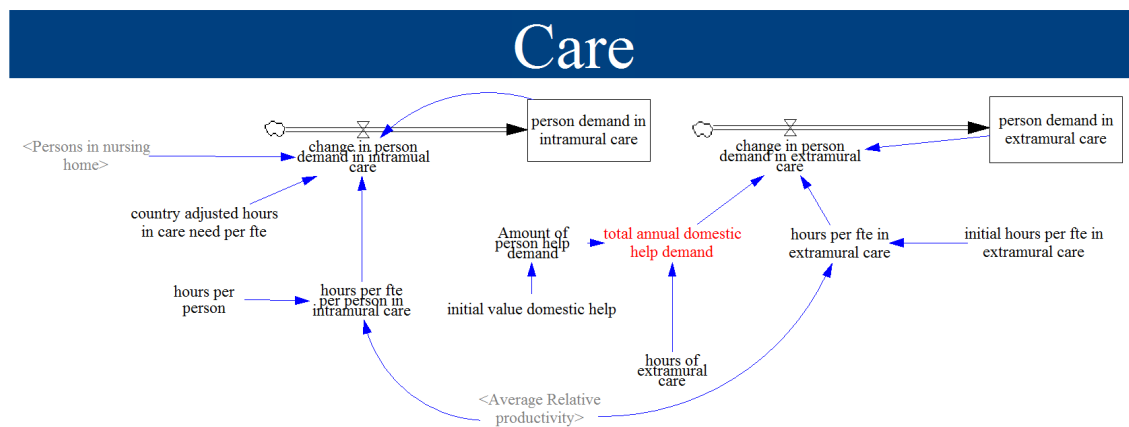 Care
person demand in
intramural care
person demand in
extramural care
<Persons in nursing
home>
change in person
demand in intramual
care
change in person
demand in extramural
care
country adjusted hours
in care need per fte
Amount of
person help
demand
total annual domestic
help demand
hours per fte in
extramural care
initial hours per fte in
extramural care
hours per
person
hours per fte
per person in
intramural care
initial value domestic help
hours of
extramural
care
<Average Relative
productivity>